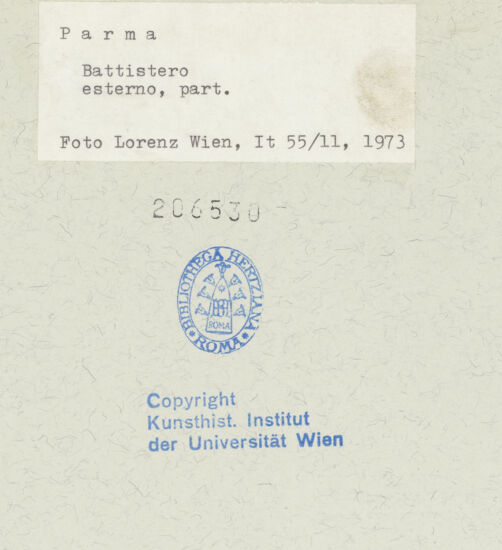 Parma
Battistero
esterno, part.
Foto Lorenz Wien, It 55/11, 1973
206530
BIBLIOTHECA HERTZIANA
ROMA
ROMA
Copyright
Kunsthist. Institut
der Universität Wien